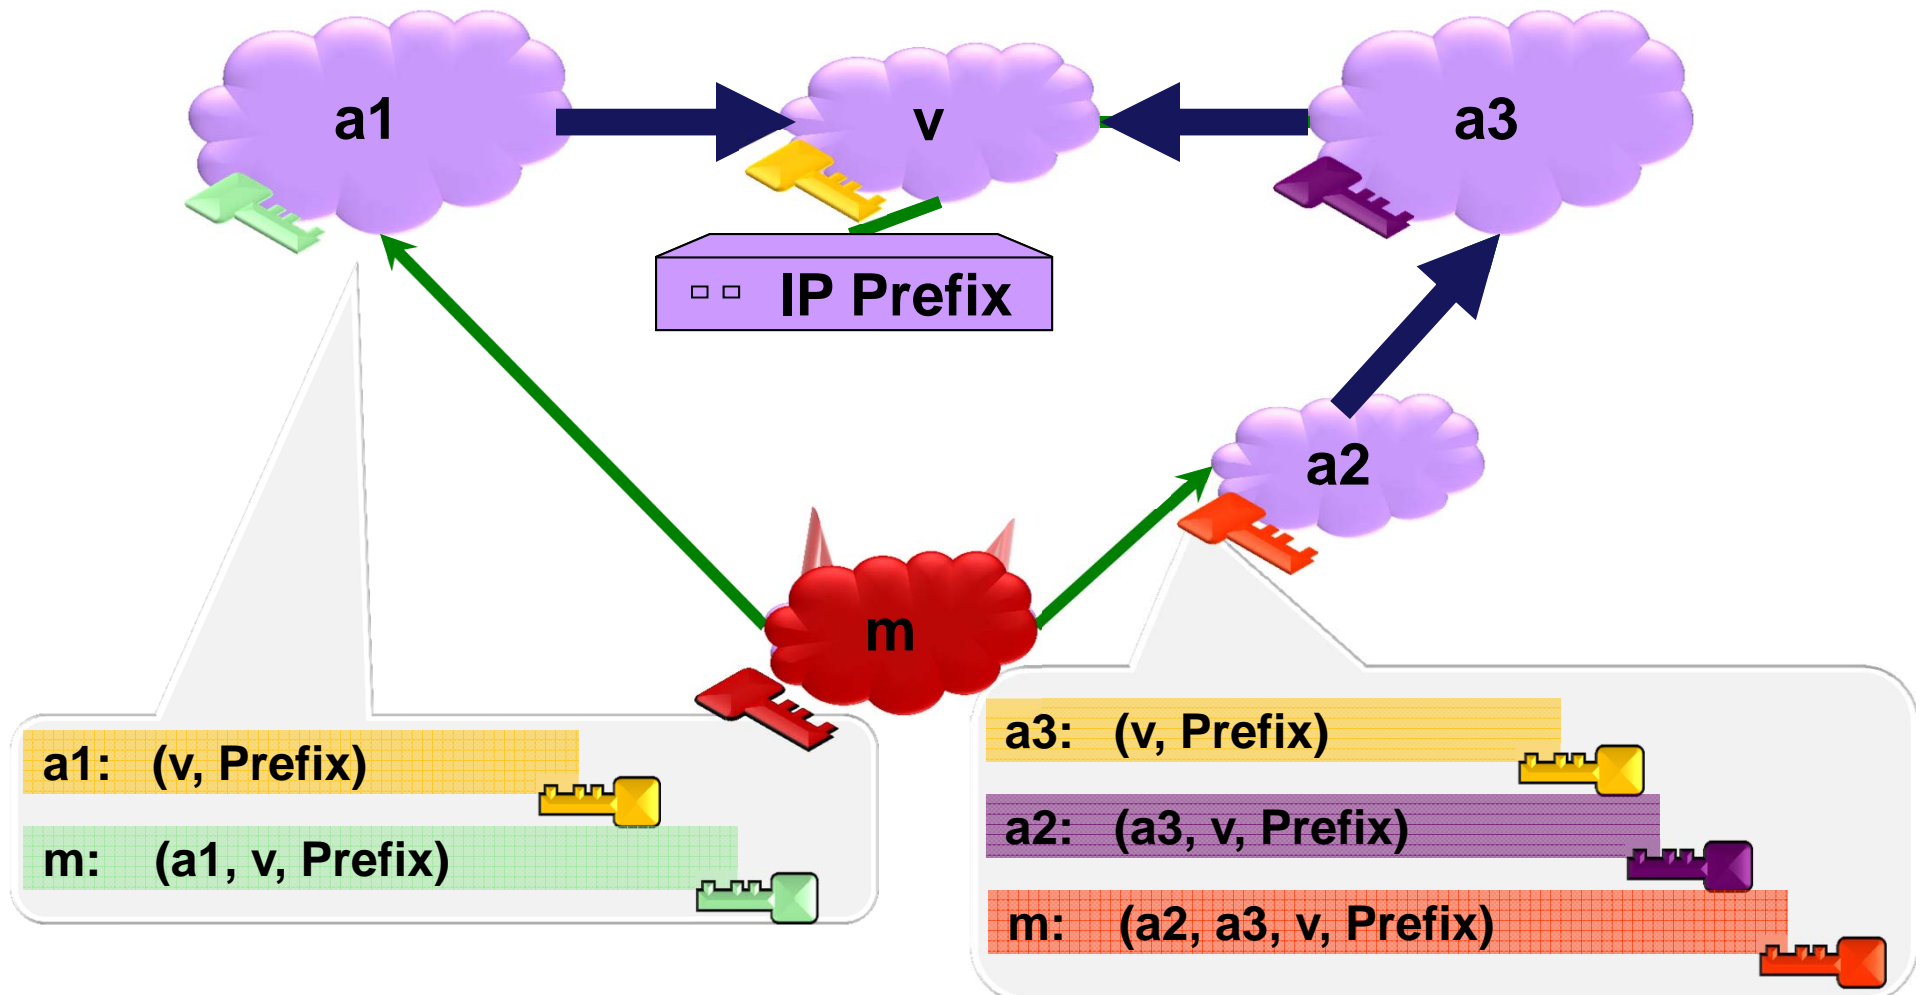 a1
v
a3
IP Prefix
a2
m
a1: (v, Prefix)
m: (a1, v, Prefix)
a3: (v, Prefix)
a2: (a3, v, Prefix)
m: (a2, a3, v, Prefix)